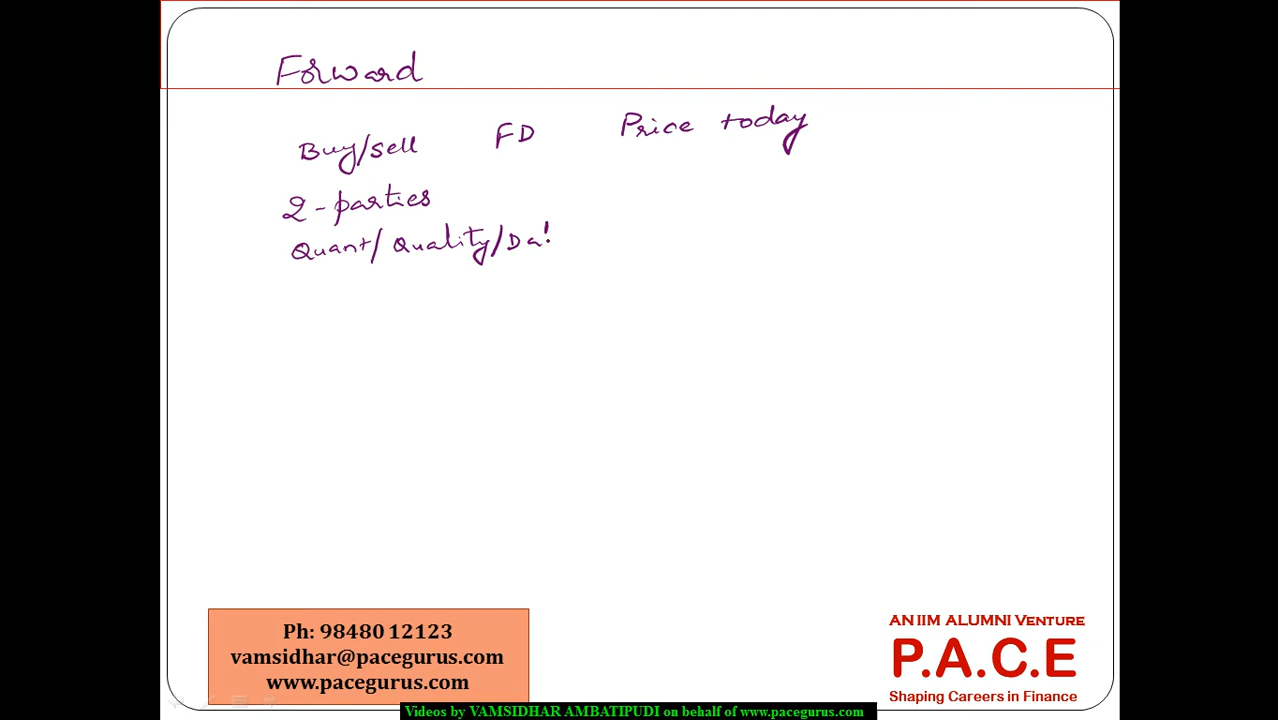 Forward
Buy/sell FD Price today
2-parties
Quant/Quality/Da
Ph: 98480 12123
vamsidhar@pacegurus.com
www.pacegurus.com
AN IIM ALUMNI VENTURE
P.A.C.E
Shaping Careers in Finance
Videos by VAMSIDHAR AMBATIPUDI on behalf of www.pacegurus.com